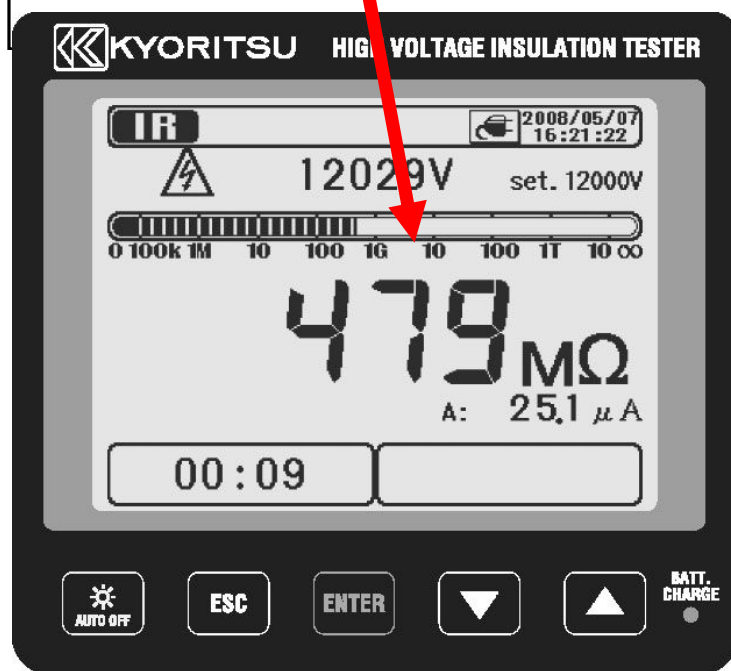 KYORITSU HIGH VOLTAGE INSULATION TESTER
IR 2008/05/07
16:21:22
12029V set. 12000V
0 100k 1M 10 100 1G 10 100 1T 10 ∞
479 MΩ
A: 25.1 μA
00:09
AUTO OFF ESC ENTER BATT. CHARGE